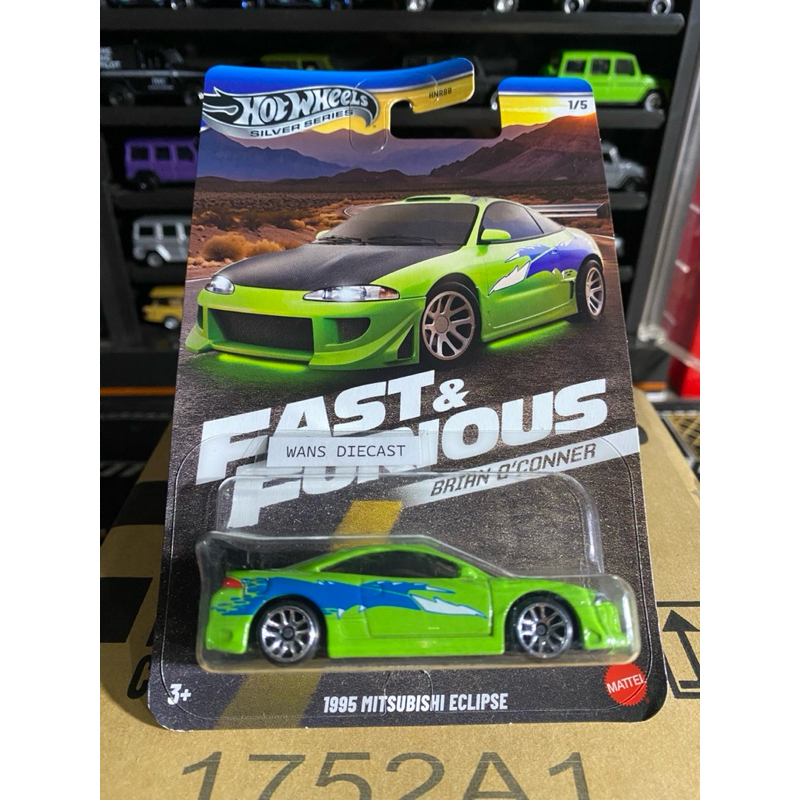 HOT WHEELS
SILVER SERIES
HNR88
1/5
FAST &
FURIOUS
WANS DIECAST
BRIAN O'CONNER
3+
1995 MITSUBISHI ECLIPSE
MATTEL
1752A1